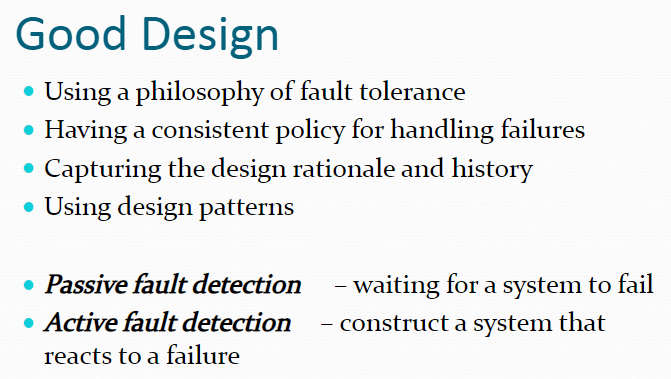 Good Design
• Using a philosophy of fault tolerance
• Having a consistent policy for handling failures
• Capturing the design rationale and history
• Using design patterns
• Passive fault detection – waiting for a system to fail
• Active fault detection – construct a system that
reacts to a failure